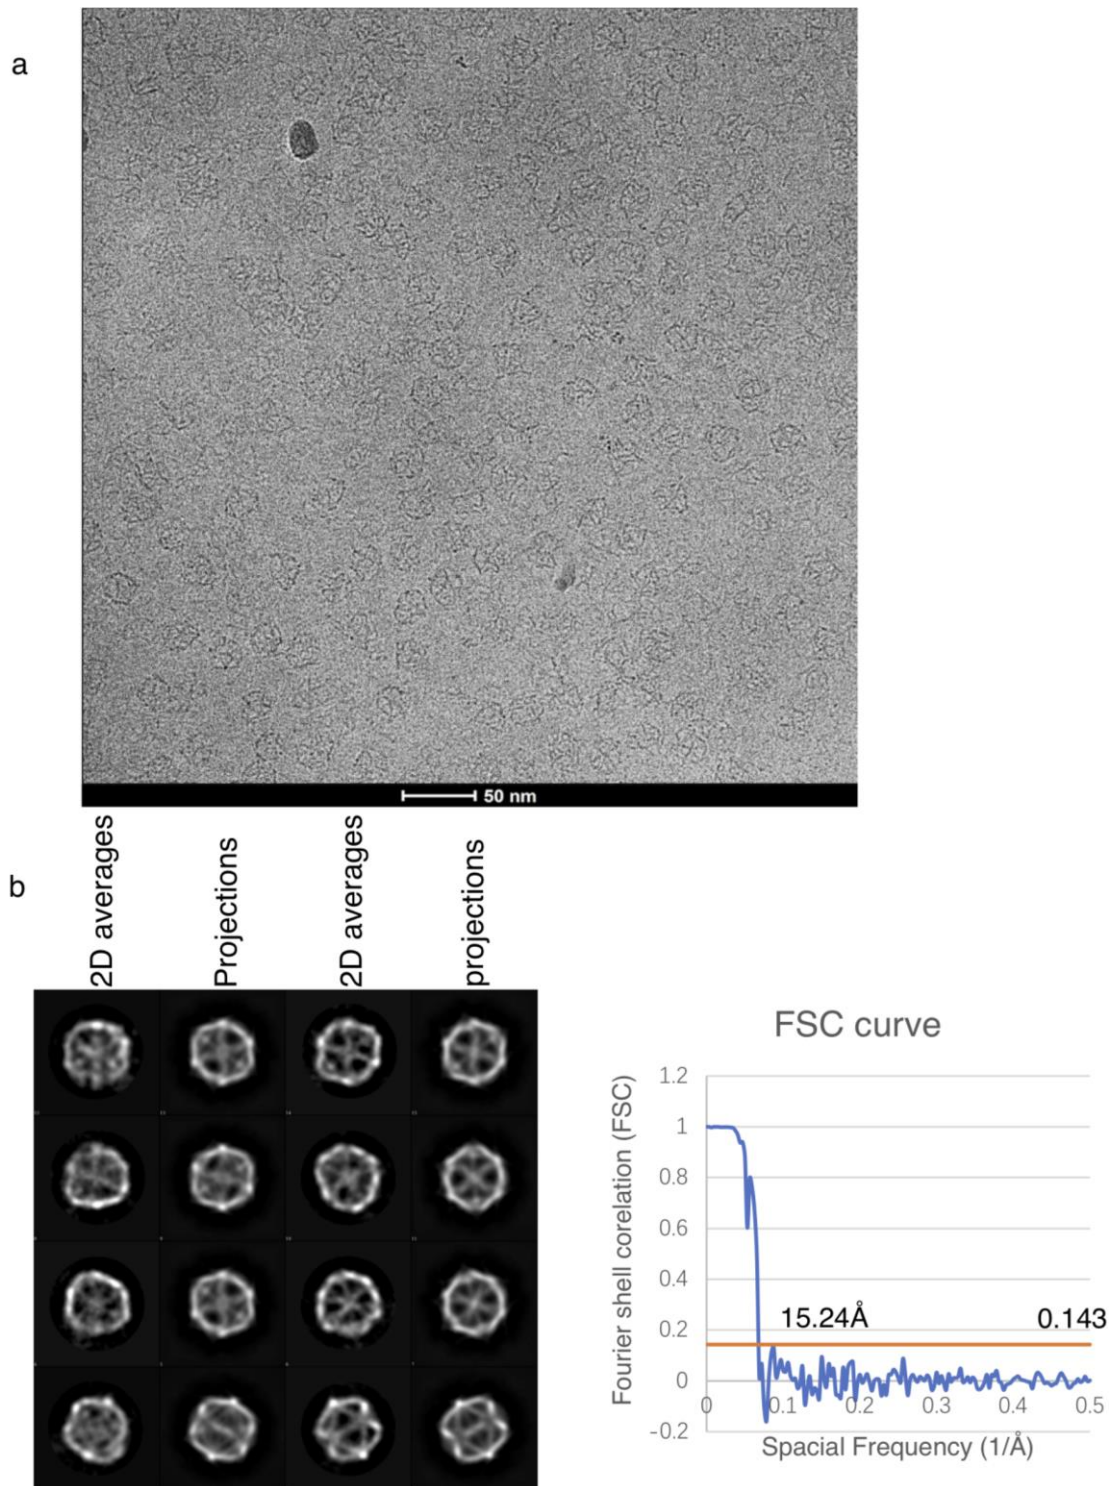 a
50 nm
b
2D averages
Projections
2D averages
projections
FSC curve
Fourier shell corelation (FSC)
1.2
1
0.8
0.6
0.4
0.2
0
-0.2
15.24Å
0.143
0
0.1
0.2
0.3
0.4
0.5
Spacial Frequency (1/Å)